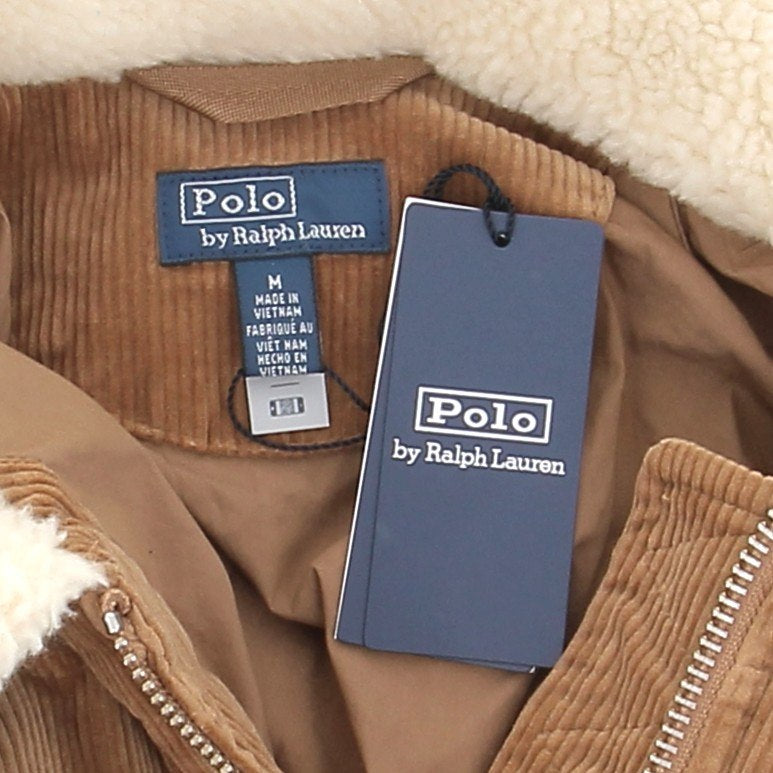 Polo
by Ralph Lauren
M
MADE IN
VIETNAM
FABRIQUÉ AU
VIÊT NAM
HECHO EN
VIETNAM
Polo
by Ralph Lauren